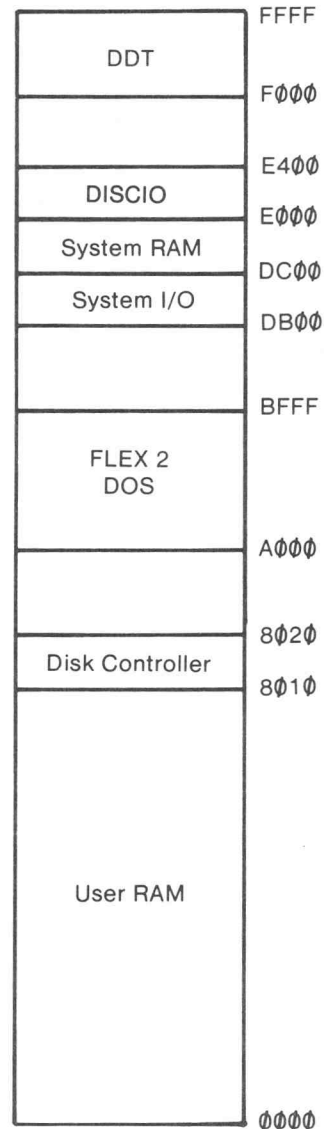 FFFF
DDT
FØØØ
E4ØØ
DISCIO
EØØØ
System RAM
DCØØ
System I/O
DBØØ
BFFF
FLEX 2
DOS
AØØØ
8Ø2Ø
Disk Controller
8Ø1Ø
User RAM
ØØØØ